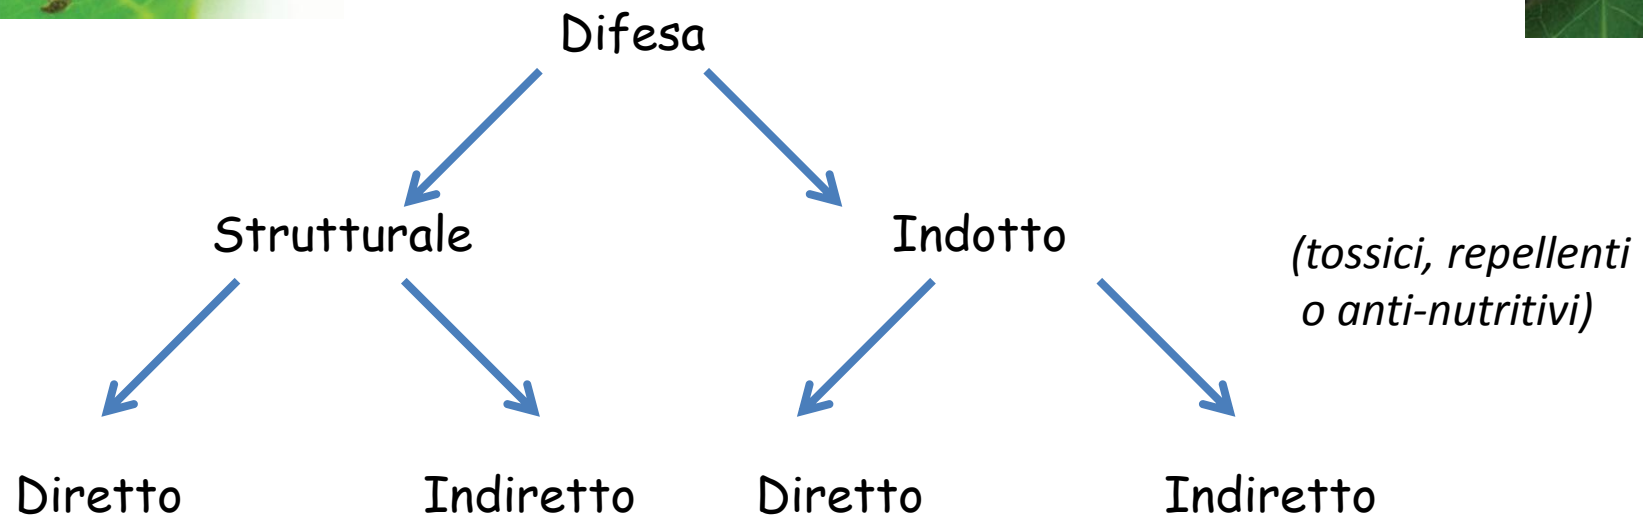 Difesa
Strutturale
Indotto
(tossici, repellenti
o anti-nutritivi)
Diretto
Indiretto
Diretto
Indiretto